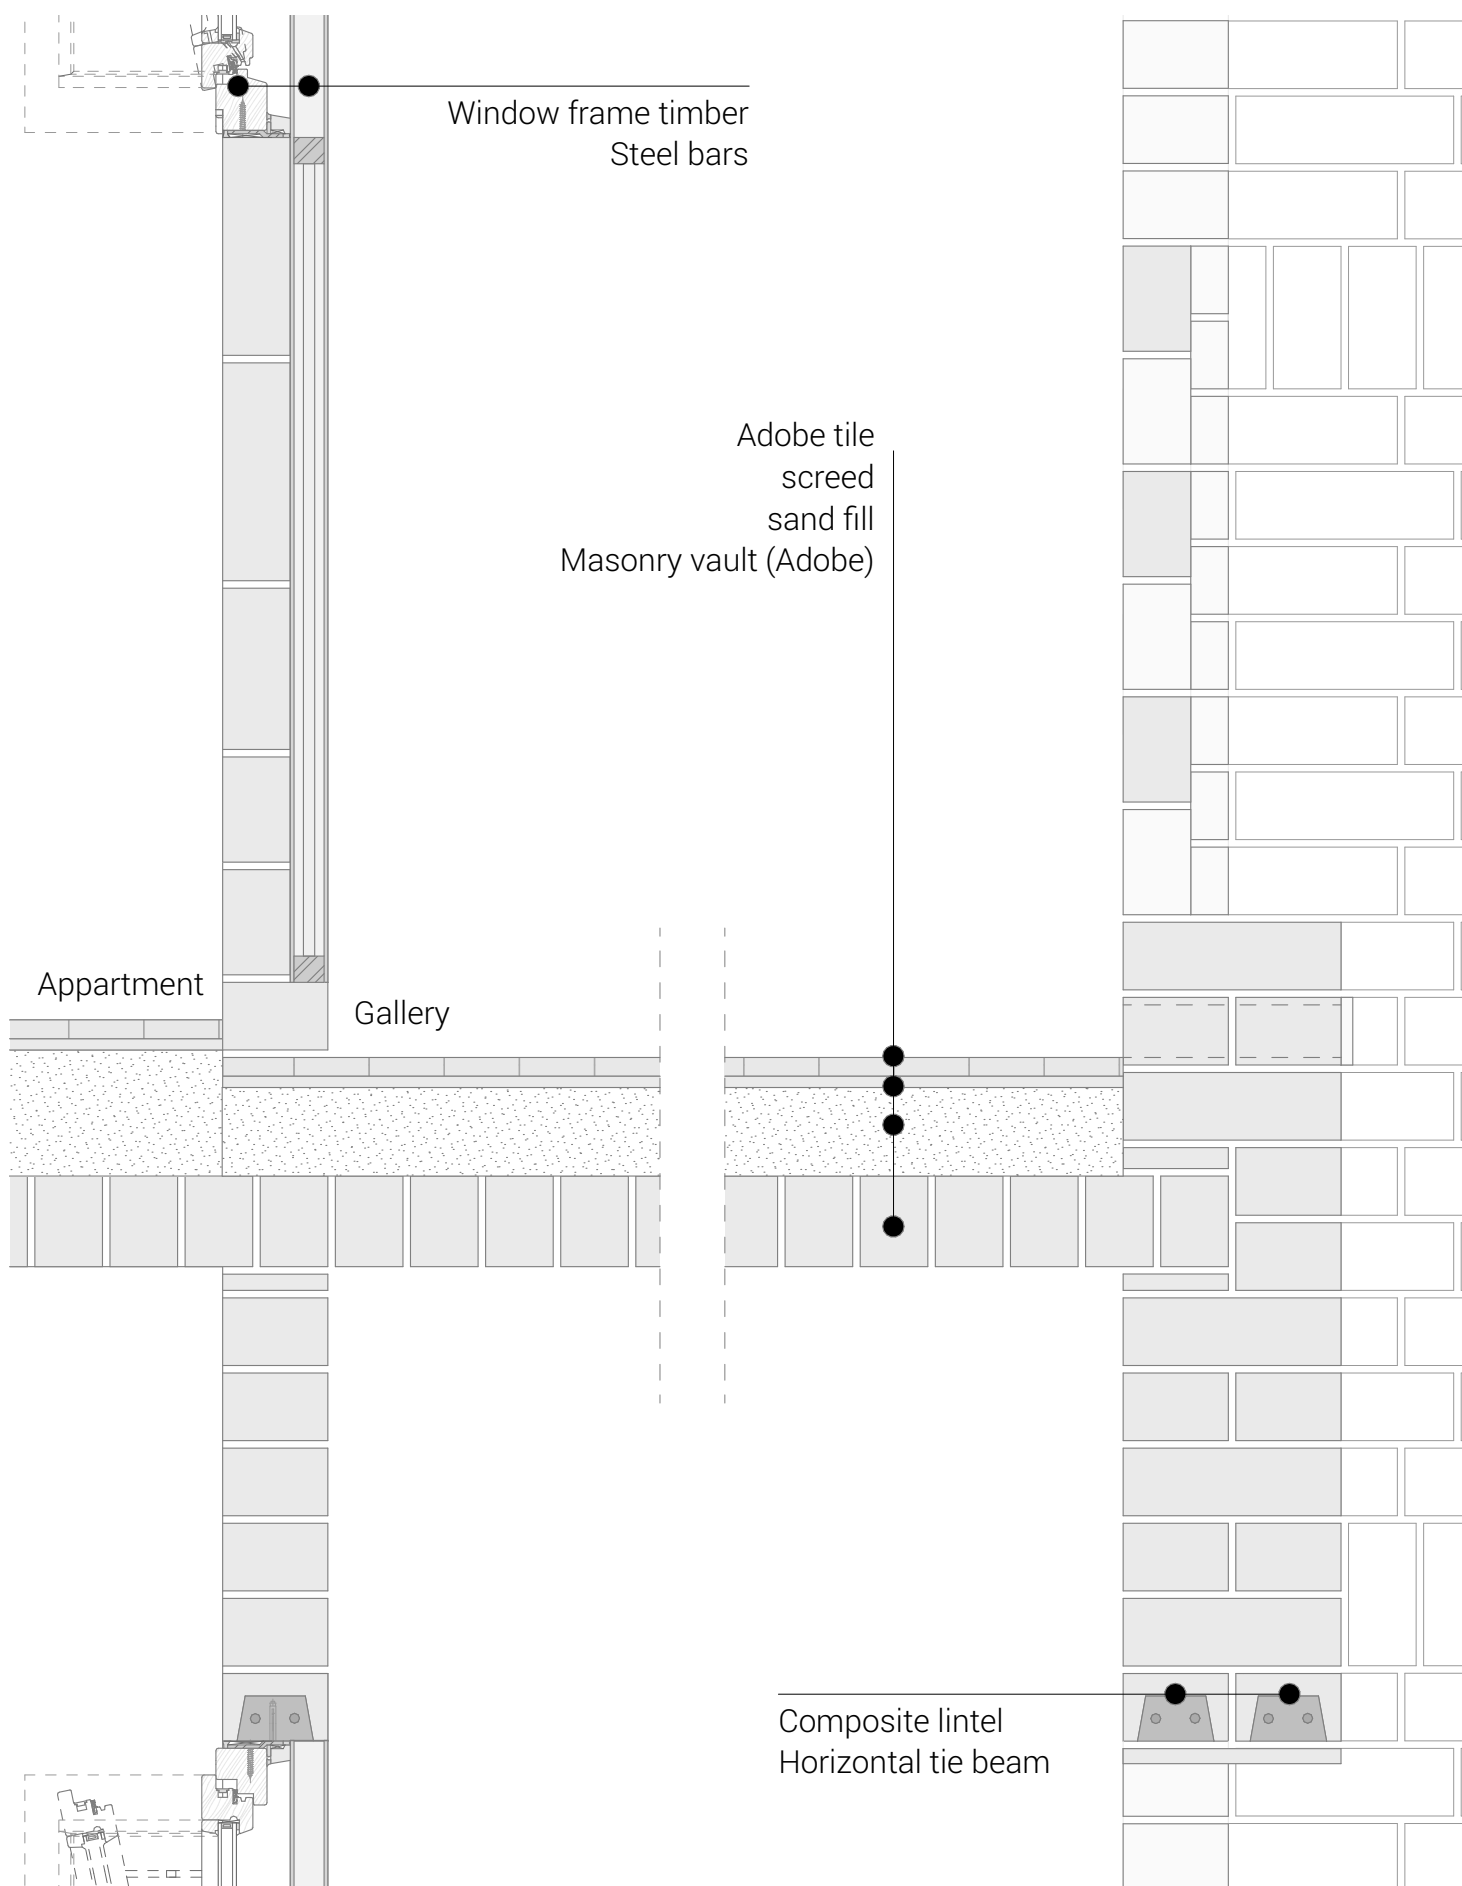 Window frame timber
Steel bars
Adobe tile
screed
sand fill
Masonry vault (Adobe)
Appartment
Gallery
Composite lintel
Horizontal tie beam